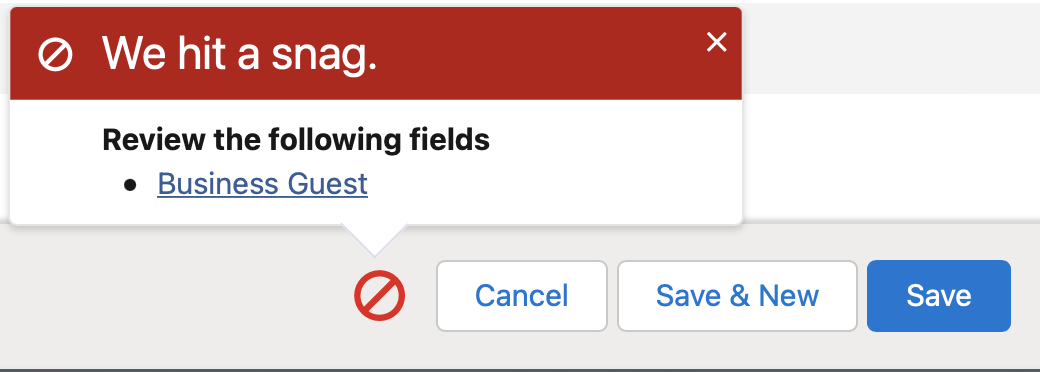 We hit a snag.
Review the following fields
• Business Guest
Cancel
Save & New
Save